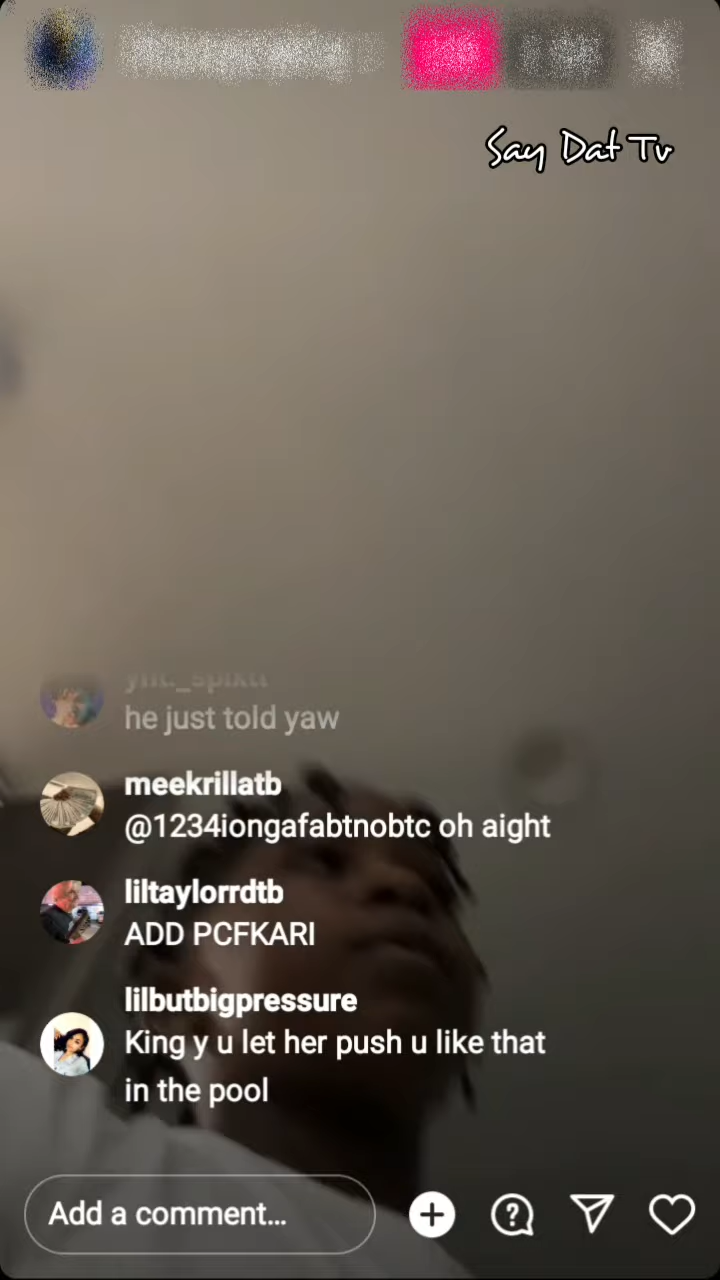 Say Dat Tv
he just told yaw
meekrillatb
@1234iongafabtnobtc oh aight
liltaylorrdtb
ADD PCFKARI
lilbutbigpressure
King y u let her push u like that
in the pool
Add a comment...